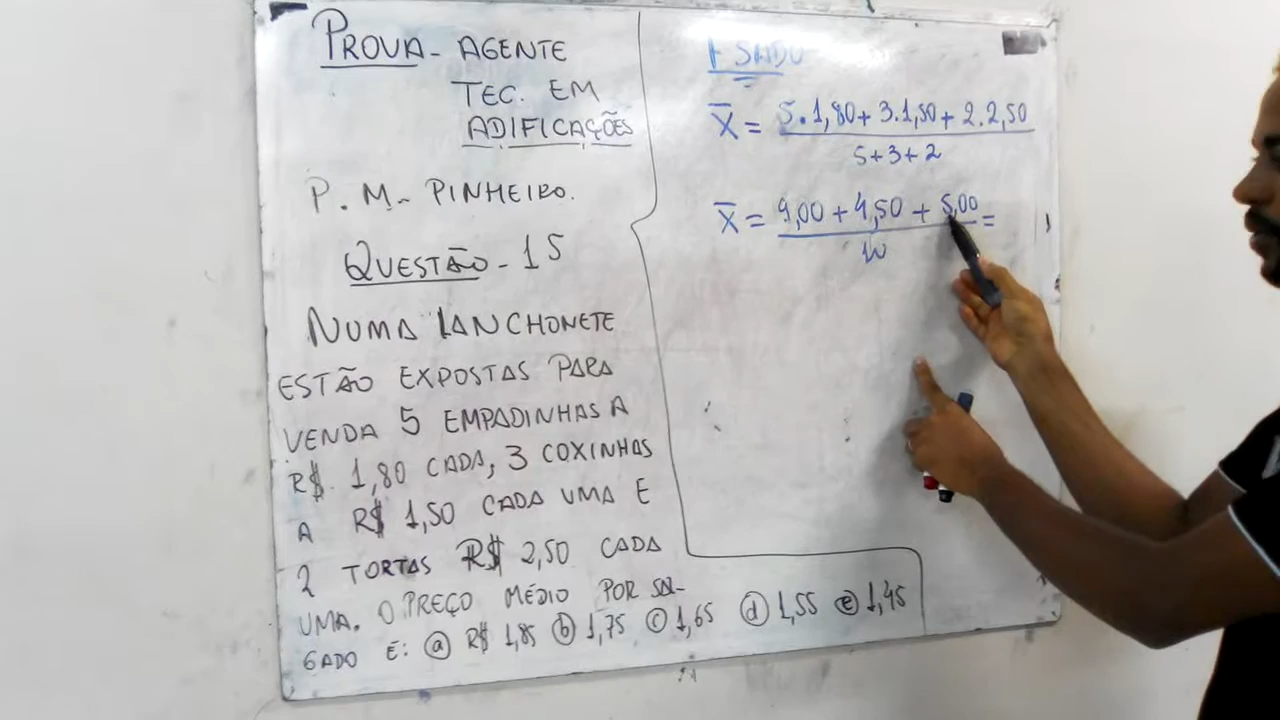 PROVA - AGENTE
TEC. EM
ADIFICAÇÕES
P. M. PINHEIRO.
QUESTÃO - 15
NUMA LANCHONETE
ESTÃO EXPOSTAS PARA
VENDA 5 EMPADINHAS A
R$ 1,80 CADA, 3 COXINHAS
A R$ 1,50 CADA UMA E
2 TORTAS R$ 2,50 CADA
UMA. O PREÇO MÉDIO POR SAL-
GADO É: ⓐ R$ 1,85 ⓑ 1,75 ⓒ 1,65 ⓓ 1,55 ⓔ 1,45
X̄ = 5.1,80 + 3.1,50 + 2.2,50
5 + 3 + 2
X̄ = 9,00 + 4,50 + 5,00 =
10